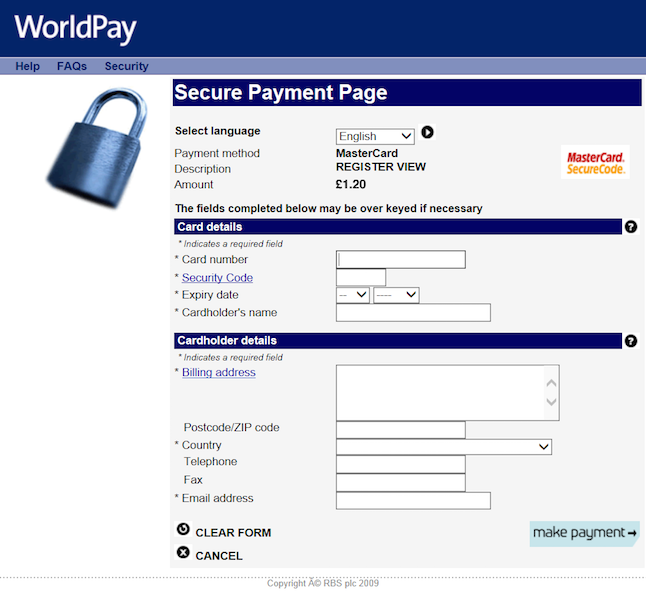 WorldPay
Help FAQs Security
Secure Payment Page
Select language English
Payment method MasterCard
Description REGISTER VIEW
Amount £1.20
MasterCard.
SecureCode.
The fields completed below may be over keyed if necessary
Card details ?
* Indicates a required field
* Card number
* Security Code
* Expiry date -- ----
* Cardholder's name
Cardholder details ?
* Indicates a required field
* Billing address
Postcode/ZIP code
* Country
Telephone
Fax
* Email address
CLEAR FORM
make payment
CANCEL
Copyright Ã© RBS plc 2009